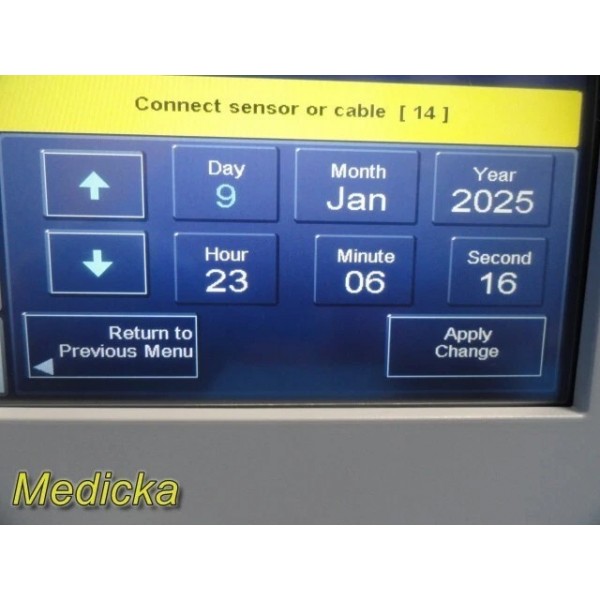 Connect sensor or cable [ 14 ]
Day
9
Month
Jan
Year
2025
Hour
23
Minute
06
Second
16
Return to
Previous Menu
Apply
Change
Medicka